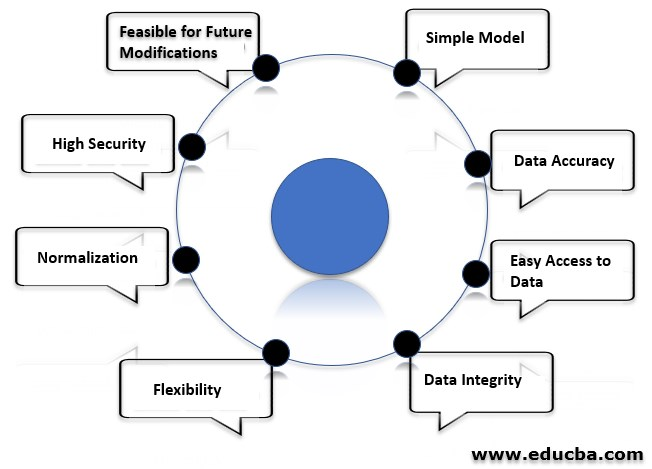 Feasible for Future
Modifications
Simple Model
High Security
Data Accuracy
Normalization
Easy Access to
Data
Flexibility
Data Integrity
www.educba.com